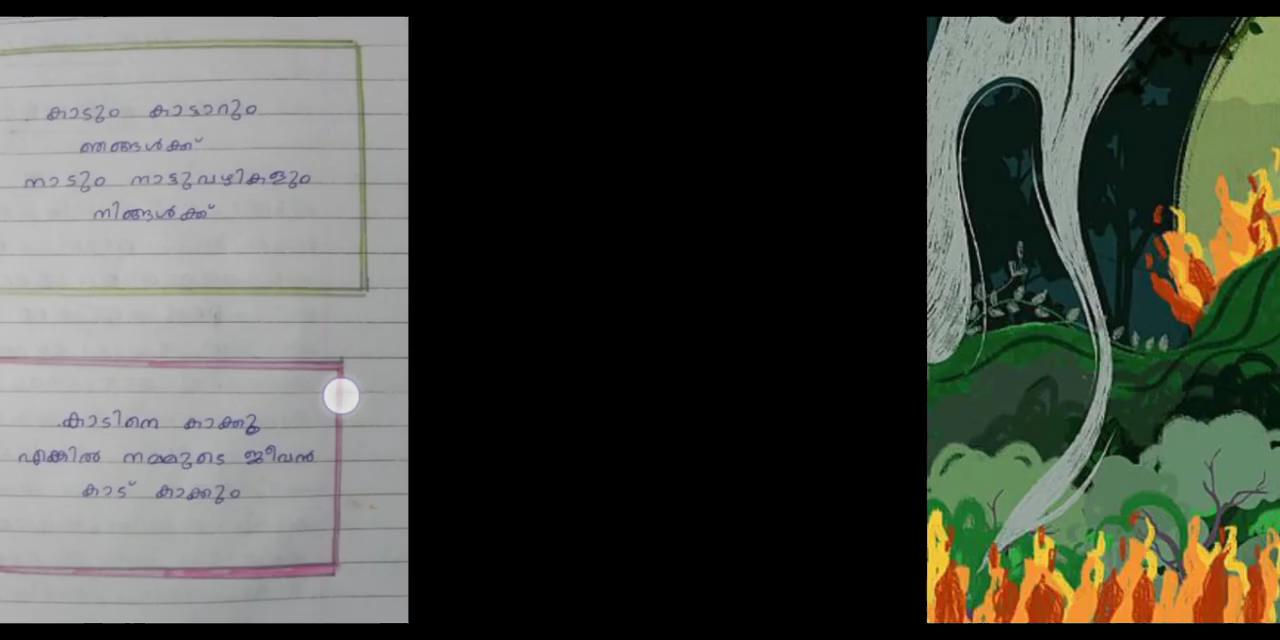 കാടും കാട്ടാറും
ഞങ്ങൾക്ക്
നാടും നാട്ടുവഴികളും
നിങ്ങൾക്ക്
കാടിനെ കാക്കൂ
എങ്കിൽ നമ്മുടെ ജീവൻ
കാട് കാക്കും